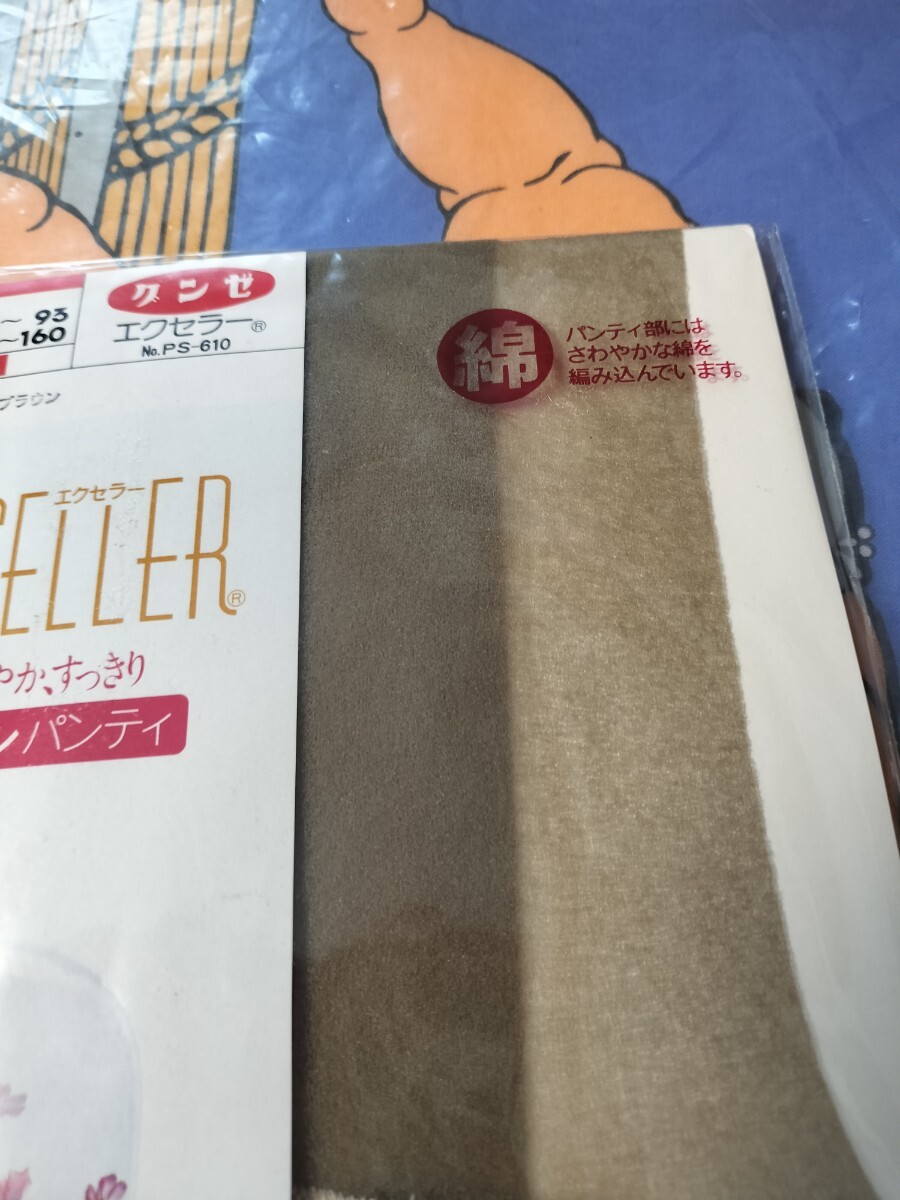 ～ 93
～160
グンゼ
エクセラー®
No.PS-610
ブラウン
綿
パンティ部には
さわやかな綿を
編み込んでいます。
エクセラー
CELLER®
やか、すっきり
ンパンティ